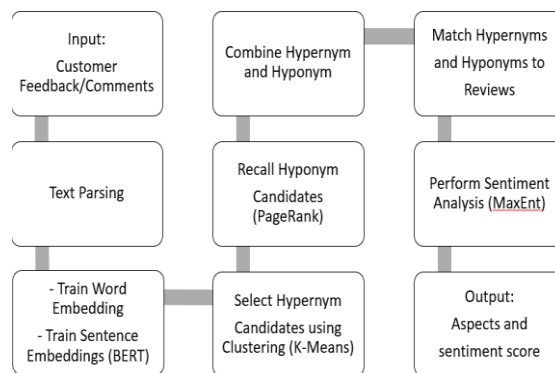 Input:
Customer
Feedback/Comments
Text Parsing
- Train Word
Embedding
- Train Sentence
Embeddings (BERT)
Select Hypernym
Candidates using
Clustering (K-Means)
Recall Hyponym
Candidates
(PageRank)
Combine Hypernym
and Hyponym
Match Hypernyms
and Hyponyms to
Reviews
Perform Sentiment
Analysis (MaxEnt)
Output:
Aspects and
sentiment score